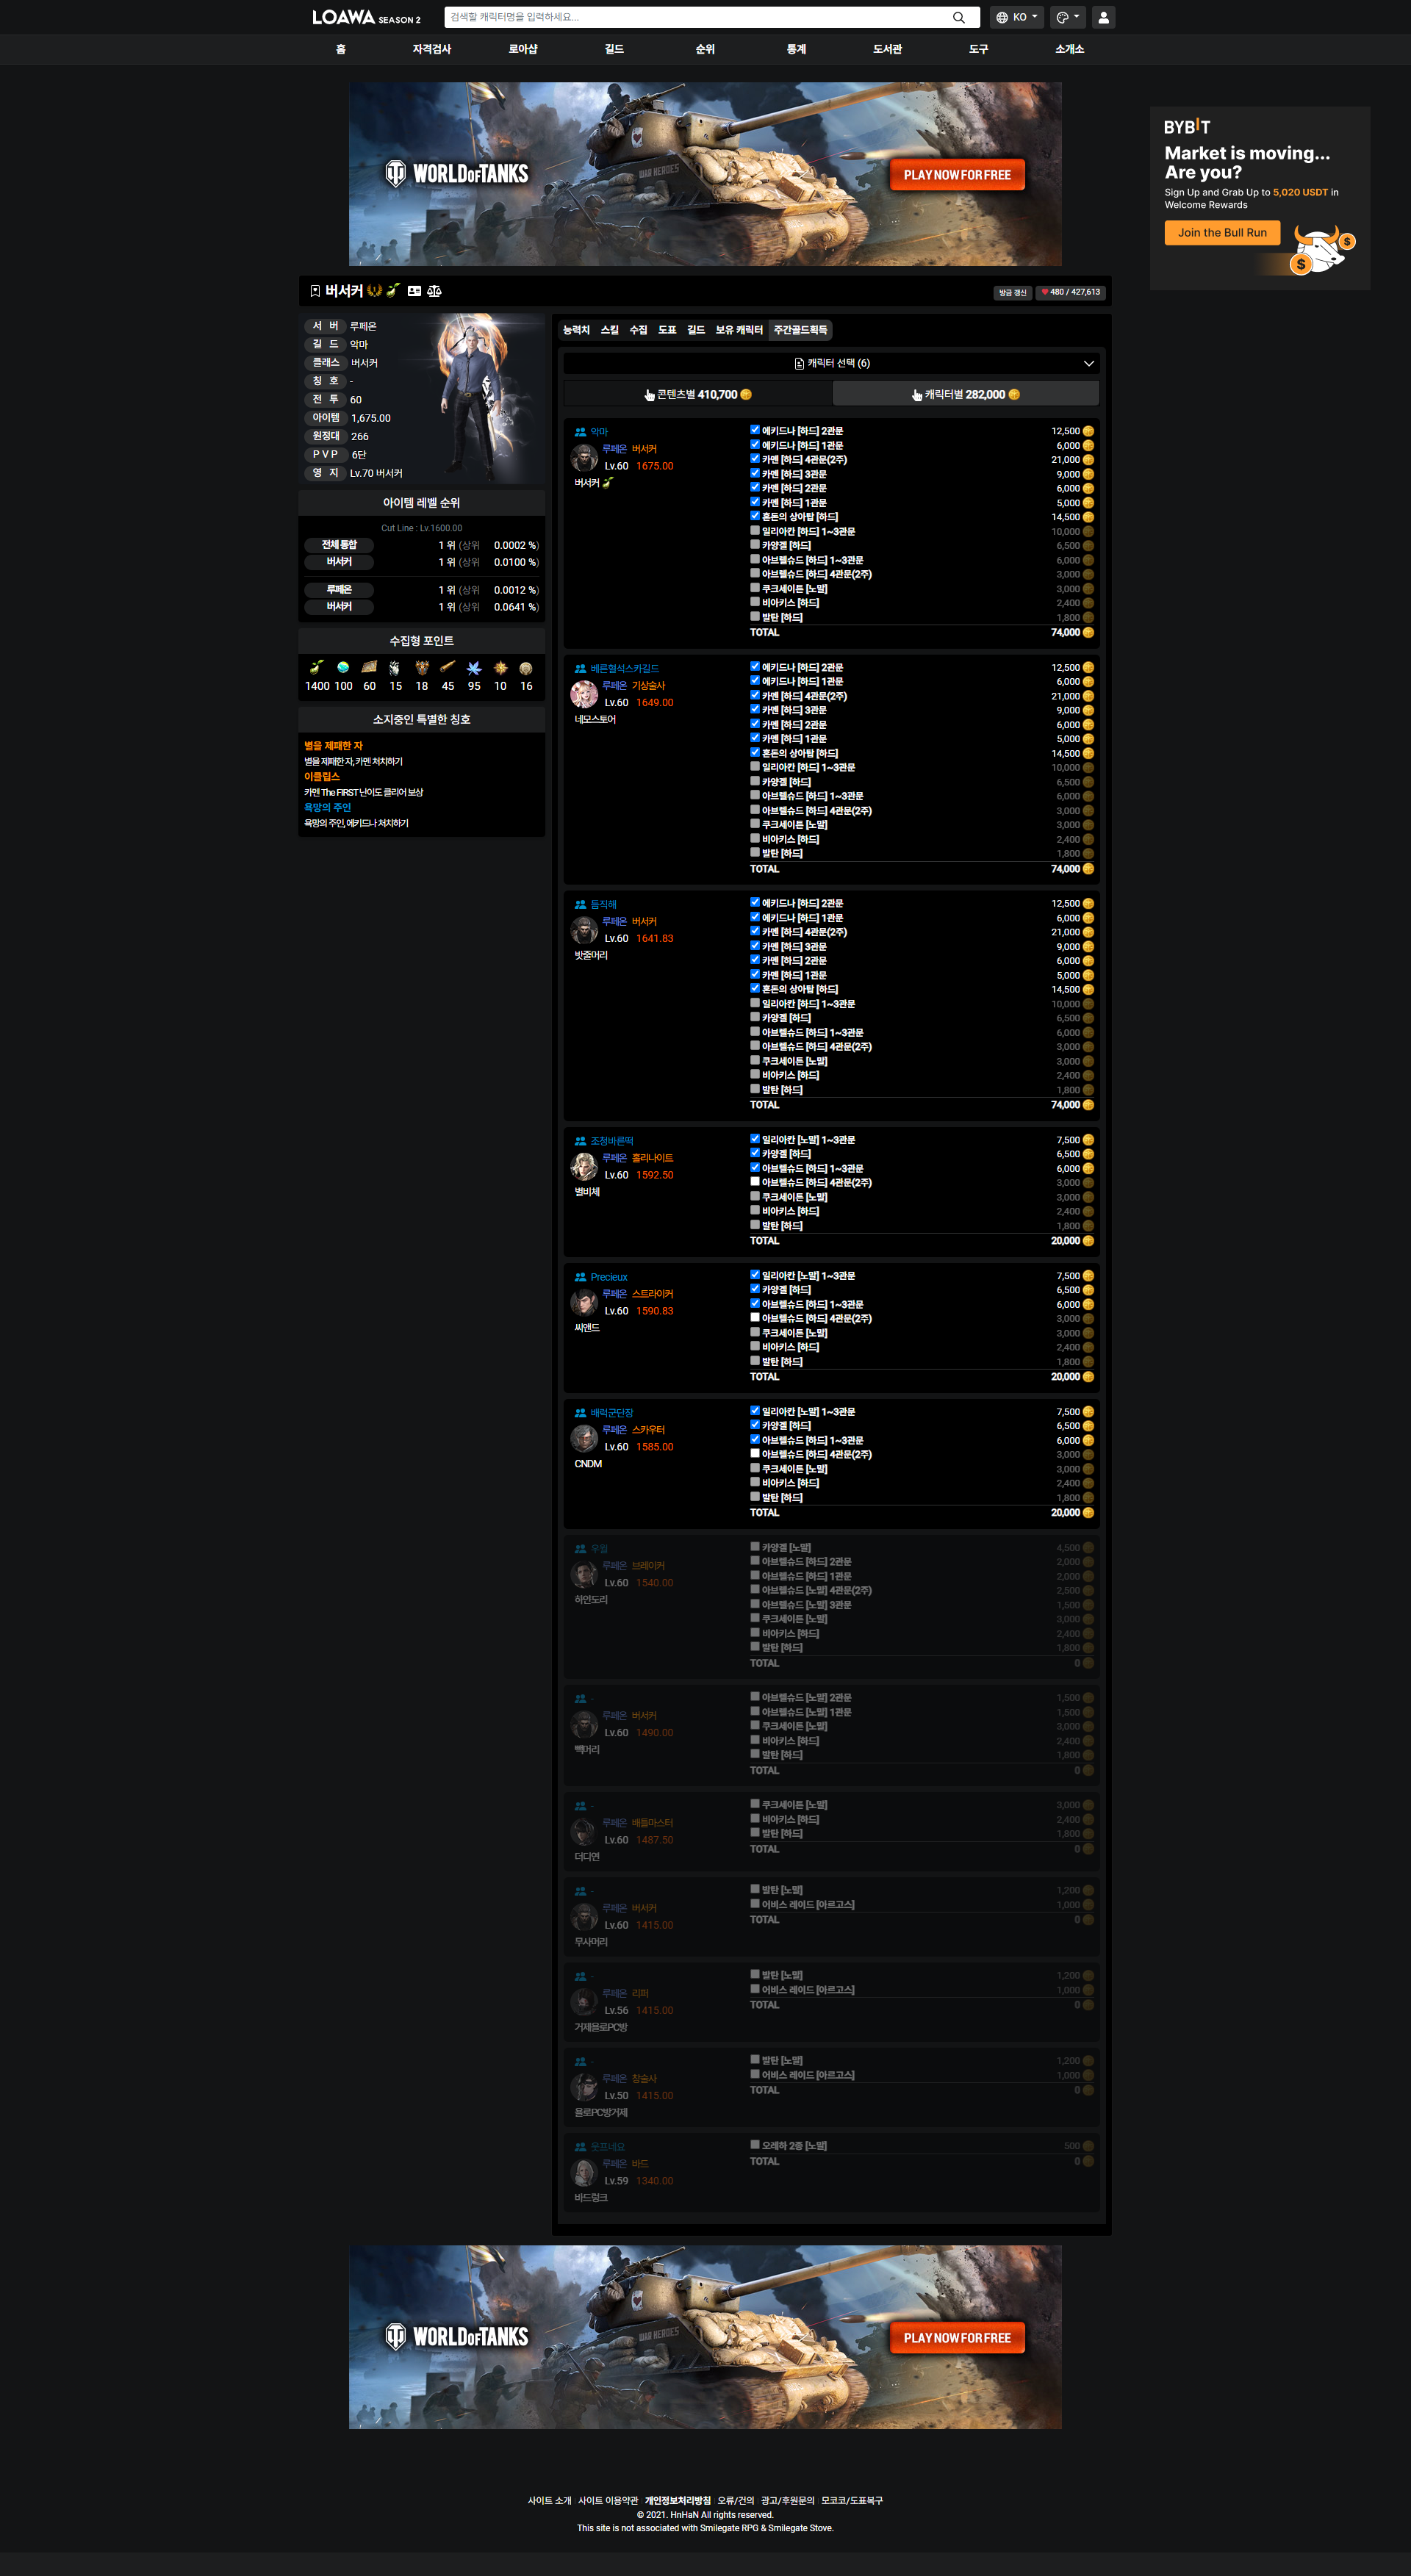 LOAWA SEASON 2
검색할 캐릭터명을 입력하세요...
KO
홈 자격검사 로아샵 길드 순위 통계 도서관 도구 소개소
WORLD OF TANKS
WAR HEROES
PLAY NOW FOR FREE
BYBIT
Market is moving...
Are you?
Sign Up and Grab Up to 5,020 USDT in
Welcome Rewards
Join the Bull Run
버서커
방금 갱신 480 / 427,613
서 버 루페온
길 드 악마
클래스 버서커
칭 호 -
전 투 60
아이템 1,675.00
원정대 266
P V P 6단
영 지 Lv.70 버서커
아이템 레벨 순위
Cut Line : Lv.1600.00
전체 통합 1 위 (상위 0.0002 %)
버서커 1 위 (상위 0.0100 %)
루페온 1 위 (상위 0.0012 %)
버서커 1 위 (상위 0.0641 %)
수집형 포인트
1400 100 60 15 18 45 95 10 16
소지중인 특별한 칭호
별을 제패한 자
별을 제패한 자, 카멘 처치하기
이클립스
카멘 The FIRST 난이도 클리어 보상
욕망의 주인
욕망의 주인, 에키드나 처치하기
능력치 스킬 수집 도표 길드 보유 캐릭터 주간골드획득
캐릭터 선택 (6)
콘텐츠별 410,700
캐릭터별 282,000
악마
루페온 버서커
Lv.60 1675.00
버서커
에키드나 [하드] 2관문 12,500
에키드나 [하드] 1관문 6,000
카멘 [하드] 4관문(2주) 21,000
카멘 [하드] 3관문 9,000
카멘 [하드] 2관문 6,000
카멘 [하드] 1관문 5,000
혼돈의 상아탑 [하드] 14,500
일리아칸 [하드] 1~3관문 10,000
카양겔 [하드] 6,500
아브렐슈드 [하드] 1~3관문 6,000
아브렐슈드 [하드] 4관문(2주) 3,000
쿠크세이튼 [노말] 3,000
비아키스 [하드] 2,400
발탄 [하드] 1,800
TOTAL 74,000
베른혈석스카길드
루페온 기상술사
Lv.60 1649.00
네모스토어
에키드나 [하드] 2관문 12,500
에키드나 [하드] 1관문 6,000
카멘 [하드] 4관문(2주) 21,000
카멘 [하드] 3관문 9,000
카멘 [하드] 2관문 6,000
카멘 [하드] 1관문 5,000
혼돈의 상아탑 [하드] 14,500
일리아칸 [하드] 1~3관문 10,000
카양겔 [하드] 6,500
아브렐슈드 [하드] 1~3관문 6,000
아브렐슈드 [하드] 4관문(2주) 3,000
쿠크세이튼 [노말] 3,000
비아키스 [하드] 2,400
발탄 [하드] 1,800
TOTAL 74,000
듬직해
루페온 버서커
Lv.60 1641.83
밧줄머리
에키드나 [하드] 2관문 12,500
에키드나 [하드] 1관문 6,000
카멘 [하드] 4관문(2주) 21,000
카멘 [하드] 3관문 9,000
카멘 [하드] 2관문 6,000
카멘 [하드] 1관문 5,000
혼돈의 상아탑 [하드] 14,500
일리아칸 [하드] 1~3관문 10,000
카양겔 [하드] 6,500
아브렐슈드 [하드] 1~3관문 6,000
아브렐슈드 [하드] 4관문(2주) 3,000
쿠크세이튼 [노말] 3,000
비아키스 [하드] 2,400
발탄 [하드] 1,800
TOTAL 74,000
조청바른떡
루페온 홀리나이트
Lv.60 1592.50
별비체
일리아칸 [노말] 1~3관문 7,500
카양겔 [하드] 6,500
아브렐슈드 [하드] 1~3관문 6,000
아브렐슈드 [하드] 4관문(2주) 3,000
쿠크세이튼 [노말] 3,000
비아키스 [하드] 2,400
발탄 [하드] 1,800
TOTAL 20,000
Precieux
루페온 스트라이커
Lv.60 1590.83
씨앤드
일리아칸 [노말] 1~3관문 7,500
카양겔 [하드] 6,500
아브렐슈드 [하드] 1~3관문 6,000
아브렐슈드 [하드] 4관문(2주) 3,000
쿠크세이튼 [노말] 3,000
비아키스 [하드] 2,400
발탄 [하드] 1,800
TOTAL 20,000
배럭군단장
루페온 스카우터
Lv.60 1585.00
CNDM
일리아칸 [노말] 1~3관문 7,500
카양겔 [하드] 6,500
아브렐슈드 [하드] 1~3관문 6,000
아브렐슈드 [하드] 4관문(2주) 3,000
쿠크세이튼 [노말] 3,000
비아키스 [하드] 2,400
발탄 [하드] 1,800
TOTAL 20,000
우월
루페온 브레이커
Lv.60 1540.00
하얀도리
카양겔 [노말] 4,500
아브렐슈드 [하드] 2관문 2,000
아브렐슈드 [하드] 1관문 2,000
아브렐슈드 [노말] 4관문(2주) 2,500
아브렐슈드 [노말] 3관문 1,500
쿠크세이튼 [노말] 3,000
비아키스 [하드] 2,400
발탄 [하드] 1,800
TOTAL 0
-
루페온 버서커
Lv.60 1490.00
빽머리
아브렐슈드 [노말] 2관문 1,500
아브렐슈드 [노말] 1관문 1,500
쿠크세이튼 [노말] 3,000
비아키스 [하드] 2,400
발탄 [하드] 1,800
TOTAL 0
-
루페온 배틀마스터
Lv.60 1487.50
더다연
쿠크세이튼 [노말] 3,000
비아키스 [하드] 2,400
발탄 [하드] 1,800
TOTAL 0
-
루페온 버서커
Lv.60 1415.00
무사머리
발탄 [노말] 1,200
어비스 레이드 [아르고스] 1,000
TOTAL 0
-
루페온 리퍼
Lv.56 1415.00
거제욜로PC방
발탄 [노말] 1,200
어비스 레이드 [아르고스] 1,000
TOTAL 0
-
루페온 창술사
Lv.50 1415.00
욜로PC방거제
발탄 [노말] 1,200
어비스 레이드 [아르고스] 1,000
TOTAL 0
웃프네요
루페온 바드
Lv.59 1340.00
바드렁크
오레하 2종 [노말] 500
TOTAL 0
WORLD OF TANKS
WAR HEROES
PLAY NOW FOR FREE
사이트 소개 사이트 이용약관 개인정보처리방침 오류/건의 광고/후원문의 모코코/도표복구
© 2021. HnHaN All rights reserved.
This site is not associated with Smilegate RPG & Smilegate Stove.